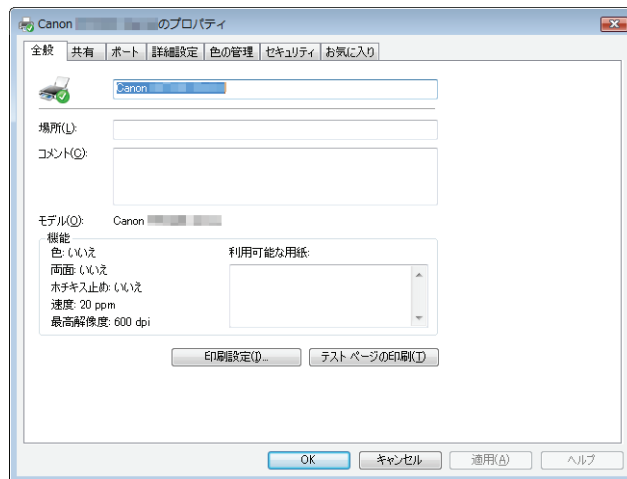 Canon のプロパティ
全般 共有 ポート 詳細設定 色の管理 セキュリティ お気に入り
Canon
場所(L):
コメント(C):
モデル(O): Canon
機能
色: いいえ 利用可能な用紙:
両面: いいえ
ホチキス止め: いいえ
速度: 20 ppm
最高解像度: 600 dpi
印刷設定(I)... テスト ページの印刷(T)
OK キャンセル 適用(A) ヘルプ